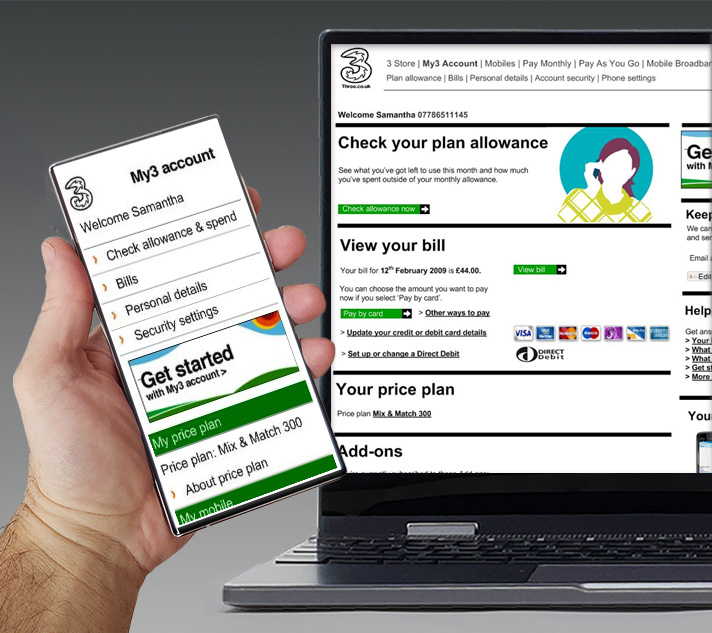 3
Three.co.uk
3 Store | My3 Account | Mobiles | Pay Monthly | Pay As You Go | Mobile Broadban
Plan allowance | Bills | Personal details | Account security | Phone settings
Welcome Samantha 07786511145
Check your plan allowance
See what you've got left to use this month and how much
you've spent outside of your monthly allowance.
Check allowance now
View your bill
Your bill for 12th February 2009 is £44.00.
View bill
You can choose the amount you want to pay
now if you select 'Pay by card'.
Pay by card
> Other ways to pay
> Update your credit or debit card details
VISA
> Set up or change a Direct Debit
DIRECT
Debit
Your price plan
Price plan Mix & Match 300
Add-ons
Ge
with M
Keep
We can
and ser
Email a
Edit
Help
Get ans
> Your
> What
> What
> Get st
> More
You
3
My3 account
Welcome Samantha
Check allowance & spend
Bills
Personal details
Security settings
Get started
with My3 account >
My price plan
Price plan: Mix & Match 300
About price plan
My mobile